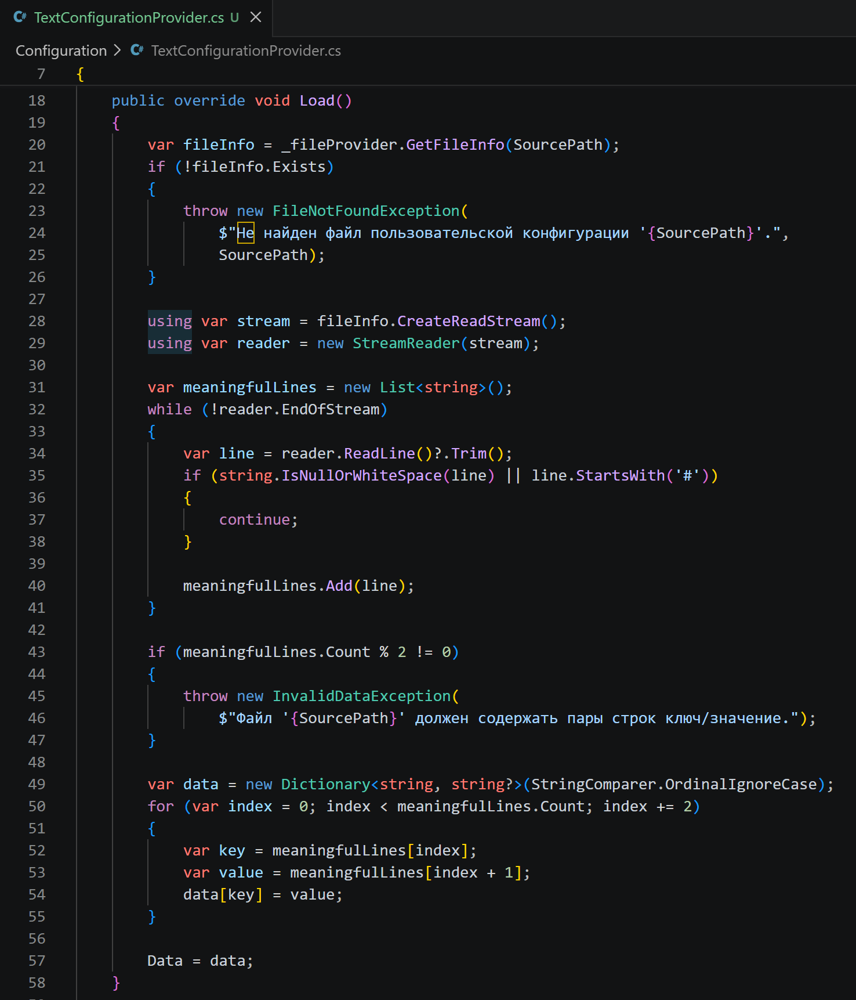 TextConfigurationProvider.cs U
Configuration > TextConfigurationProvider.cs
7 {
18 public override void Load()
19 {
20 var fileInfo = _fileProvider.GetFileInfo(SourcePath);
21 if (!fileInfo.Exists)
22 {
23 throw new FileNotFoundException(
24 $"Не найден файл пользовательской конфигурации '{SourcePath}'.",
25 SourcePath);
26 }
27
28 using var stream = fileInfo.CreateReadStream();
29 using var reader = new StreamReader(stream);
30
31 var meaningfulLines = new List<string>();
32 while (!reader.EndOfStream)
33 {
34 var line = reader.ReadLine()?.Trim();
35 if (string.IsNullOrWhiteSpace(line) || line.StartsWith('#'))
36 {
37 continue;
38 }
39
40 meaningfulLines.Add(line);
41 }
42
43 if (meaningfulLines.Count % 2 != 0)
44 {
45 throw new InvalidDataException(
46 $"Файл '{SourcePath}' должен содержать пары строк ключ/значение.");
47 }
48
49 var data = new Dictionary<string, string?>(StringComparer.OrdinalIgnoreCase);
50 for (var index = 0; index < meaningfulLines.Count; index += 2)
51 {
52 var key = meaningfulLines[index];
53 var value = meaningfulLines[index + 1];
54 data[key] = value;
55 }
56
57 Data = data;
58 }